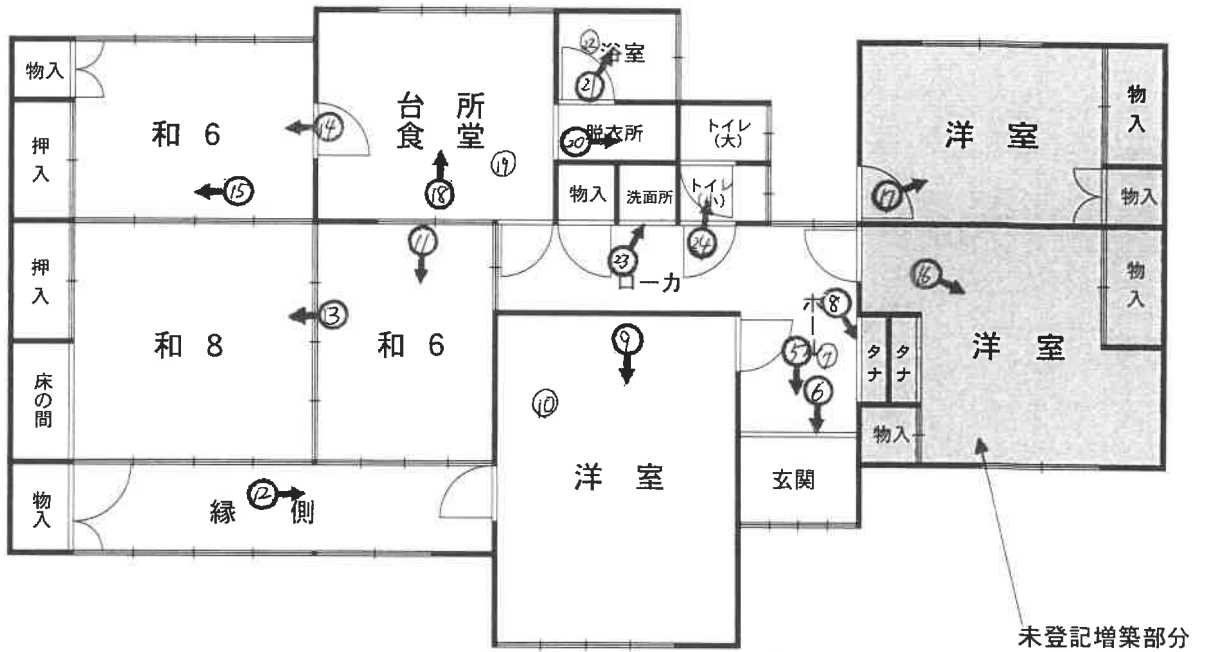 物入
押入
和 6
⑭
⑮
台 所
食 堂
⑱
⑲
㉒
浴室
㉑
脱衣所
⑳
トイレ
(大)
物入
洗面所
トイレ
(小)
㉓
㉔
洋 室
⑰
物入
物入
押入
床の間
和 8
⑬
⑪
和 6
ローカ
ホール
⑧
⑤
⑦
⑥
タナ
タナ
物入
⑯
洋 室
物入
物入
縁 側
⑫
⑨
⑩
洋 室
玄関
未登記増築部分